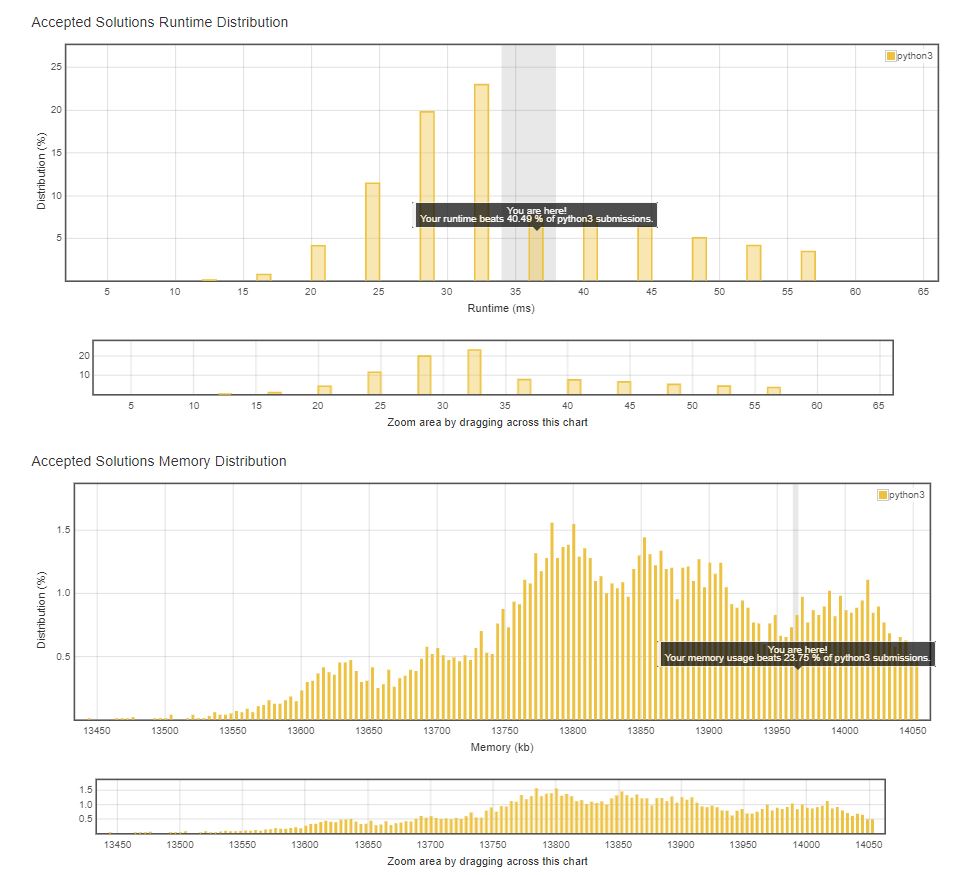 Accepted Solutions Runtime Distribution
python3
25
20
15
10
5
Distribution (%)
You are here!
Your runtime beats 40.49 % of python3 submissions.
5 10 15 20 25 30 35 40 45 50 55 60 65
Runtime (ms)
20
10
5 10 15 20 25 30 35 40 45 50 55 60 65
Zoom area by dragging across this chart
Accepted Solutions Memory Distribution
python3
1.5
1.0
0.5
Distribution (%)
You are here!
Your memory usage beats 23.75 % of python3 submissions.
13450 13500 13550 13600 13650 13700 13750 13800 13850 13900 13950 14000 14050
Memory (kb)
1.5
1.0
0.5
13450 13500 13550 13600 13650 13700 13750 13800 13850 13900 13950 14000 14050
Zoom area by dragging across this chart